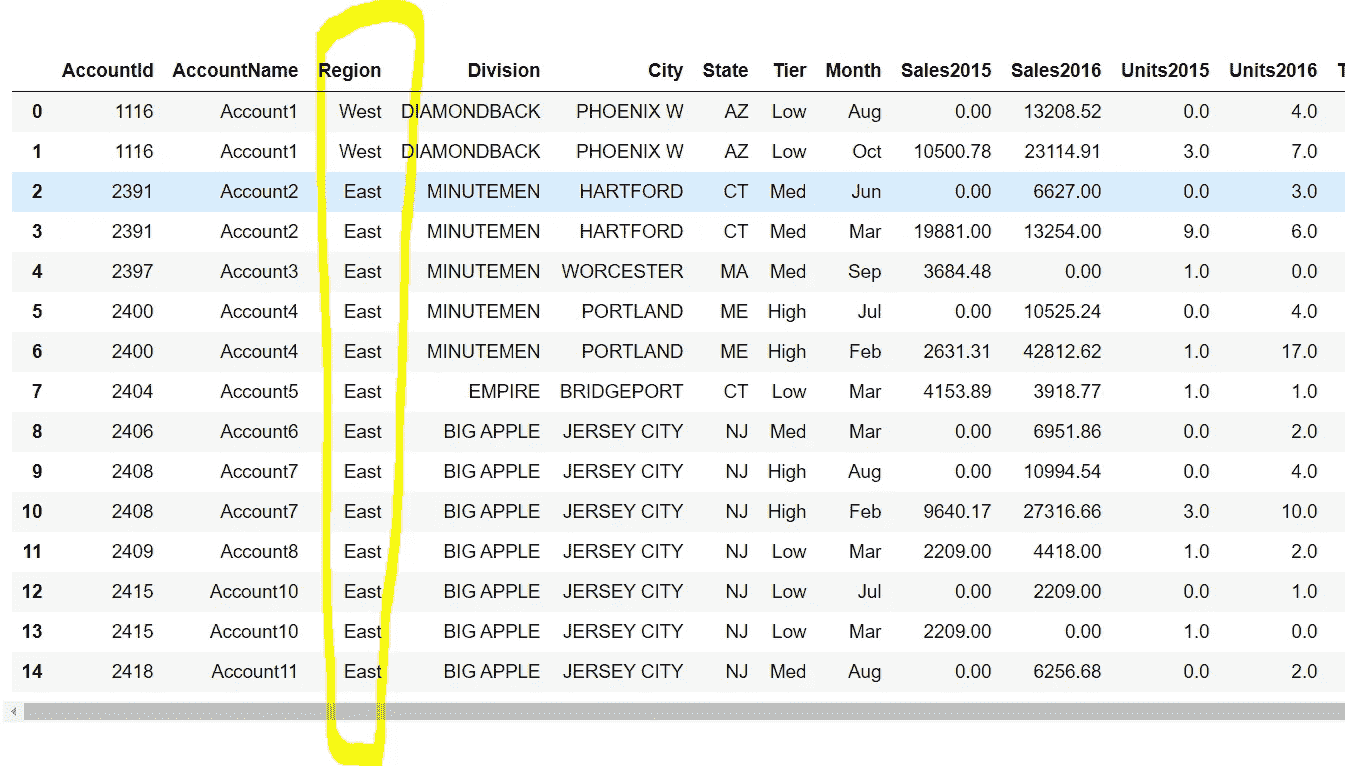 AccountId AccountName Region Division City State Tier Month Sales2015 Sales2016 Units2015 Units2016
0 1116 Account1 West DIAMONDBACK PHOENIX W AZ Low Aug 0.00 13208.52 0.0 4.0
1 1116 Account1 West DIAMONDBACK PHOENIX W AZ Low Oct 10500.78 23114.91 3.0 7.0
2 2391 Account2 East MINUTEMEN HARTFORD CT Med Jun 0.00 6627.00 0.0 3.0
3 2391 Account2 East MINUTEMEN HARTFORD CT Med Mar 19881.00 13254.00 9.0 6.0
4 2397 Account3 East MINUTEMEN WORCESTER MA Med Sep 3684.48 0.00 1.0 0.0
5 2400 Account4 East MINUTEMEN PORTLAND ME High Jul 0.00 10525.24 0.0 4.0
6 2400 Account4 East MINUTEMEN PORTLAND ME High Feb 2631.31 42812.62 1.0 17.0
7 2404 Account5 East EMPIRE BRIDGEPORT CT Low Mar 4153.89 3918.77 1.0 1.0
8 2406 Account6 East BIG APPLE JERSEY CITY NJ Med Mar 0.00 6951.86 0.0 2.0
9 2408 Account7 East BIG APPLE JERSEY CITY NJ High Aug 0.00 10994.54 0.0 4.0
10 2408 Account7 East BIG APPLE JERSEY CITY NJ High Feb 9640.17 27316.66 3.0 10.0
11 2409 Account8 East BIG APPLE JERSEY CITY NJ Low Mar 2209.00 4418.00 1.0 2.0
12 2415 Account10 East BIG APPLE JERSEY CITY NJ Low Jul 0.00 2209.00 0.0 1.0
13 2415 Account10 East BIG APPLE JERSEY CITY NJ Low Mar 2209.00 0.00 1.0 0.0
14 2418 Account11 East BIG APPLE JERSEY CITY NJ Med Aug 0.00 6256.68 0.0 2.0